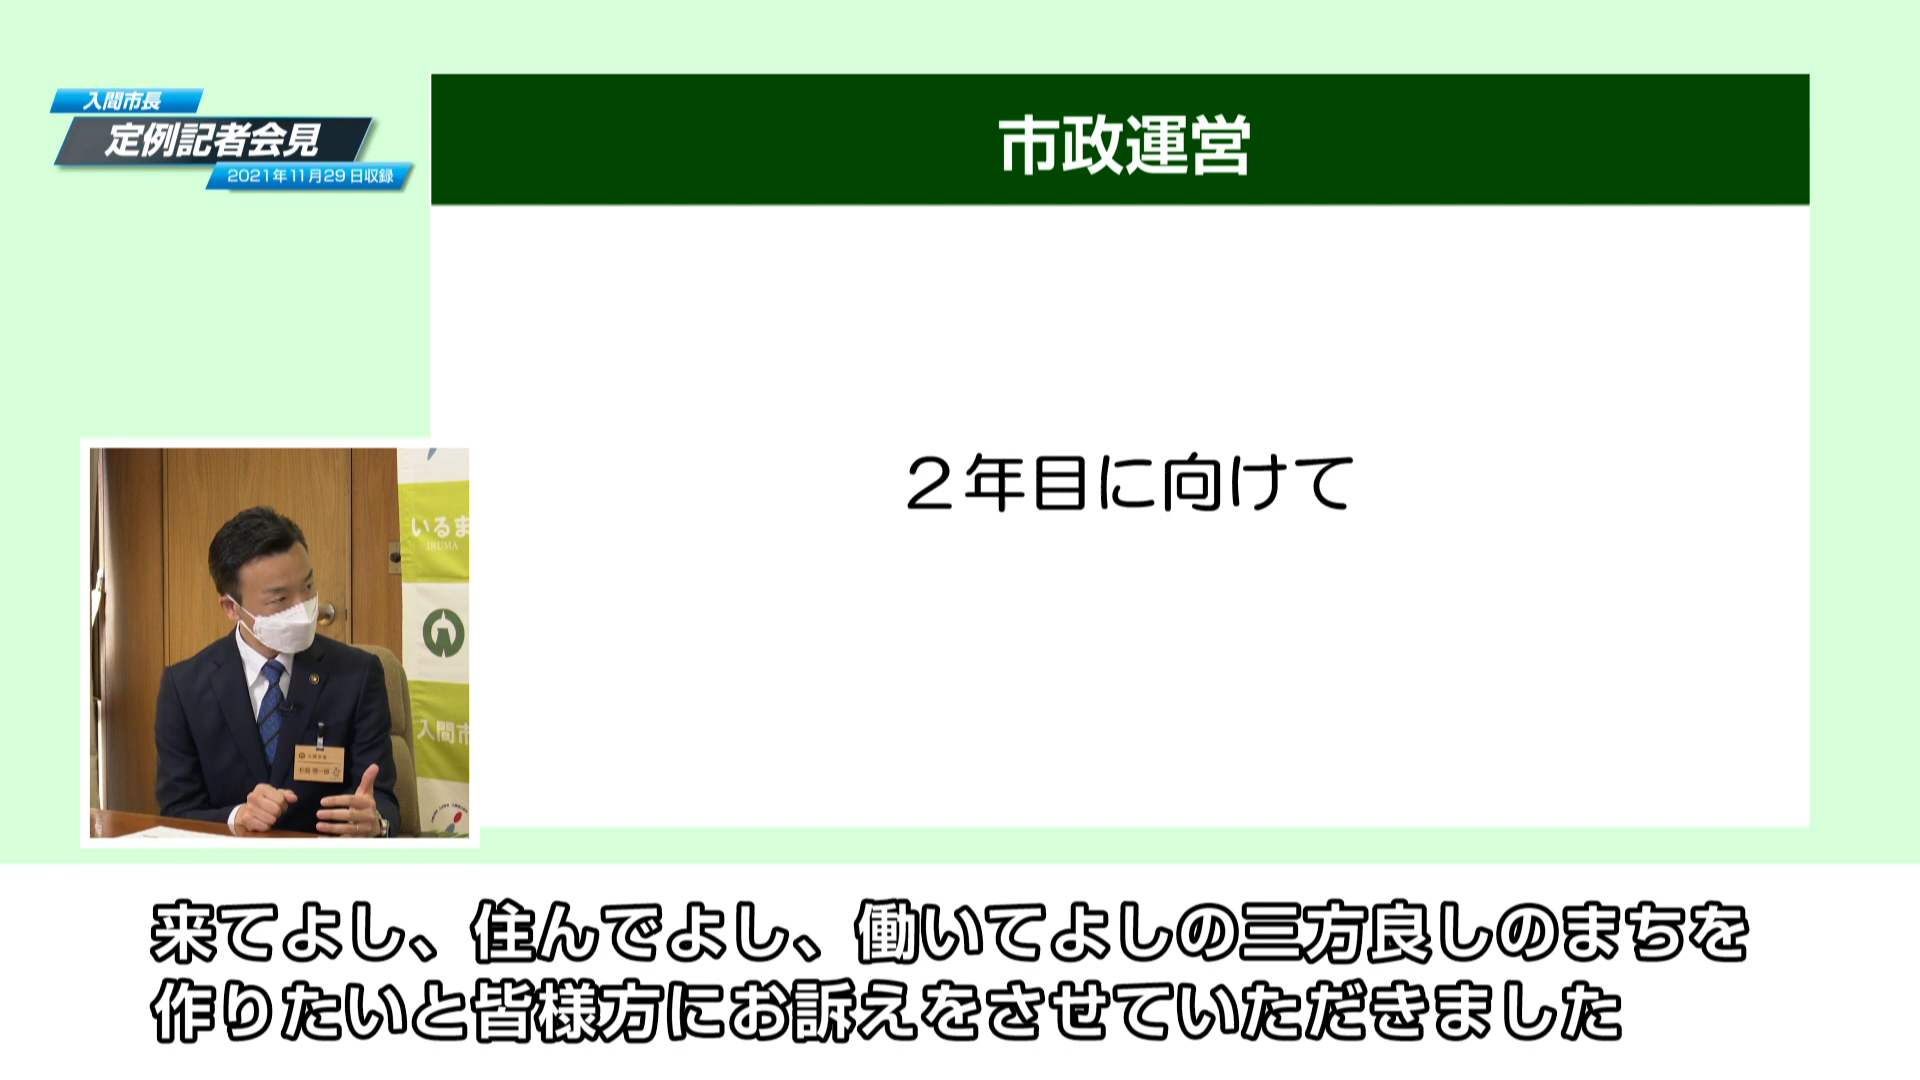 入間市長
定例記者会見
2021年11月29日収録
市政運営
２年目に向けて
いるま
IRUMA
入間市
来てよし、住んでよし、働いてよしの三方良しのまちを
作りたいと皆様方にお訴えをさせていただきました